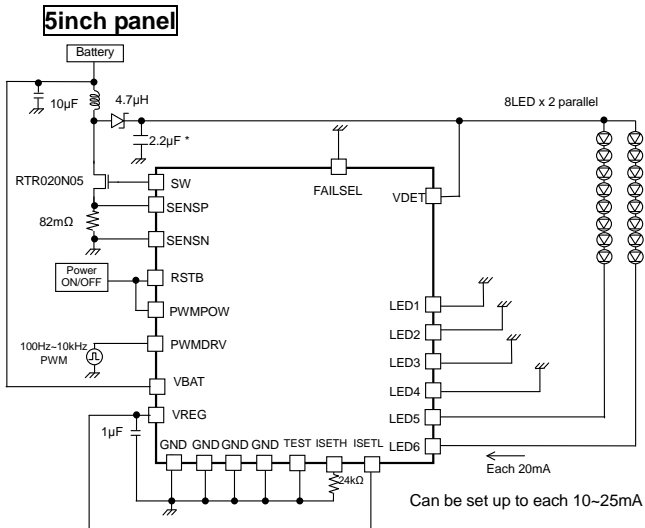 5inch panel
Battery
10μF
4.7μH
2.2μF *
8LED x 2 parallel
RTR020N05
82mΩ
SW
SENSP
SENSN
FAILSEL
VDET
Power
ON/OFF
RSTB
PWMPOW
100Hz~10kHz
PWM
PWMDRV
VBAT
VREG
1μF
LED1
LED2
LED3
LED4
LED5
LED6
GND GND GND GND TEST ISETH ISETL
24kΩ
Each 20mA
Can be set up to each 10~25mA